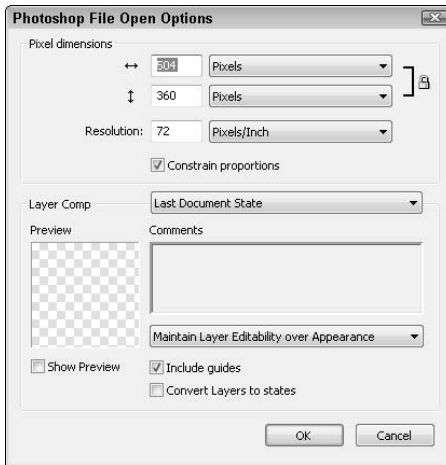 Photoshop File Open Options
Pixel dimensions
504 Pixels
360 Pixels
Resolution: 72 Pixels/Inch
Constrain proportions
Layer Comp Last Document State
Preview Comments
Maintain Layer Editability over Appearance
Show Preview Include guides
Convert Layers to states
OK Cancel